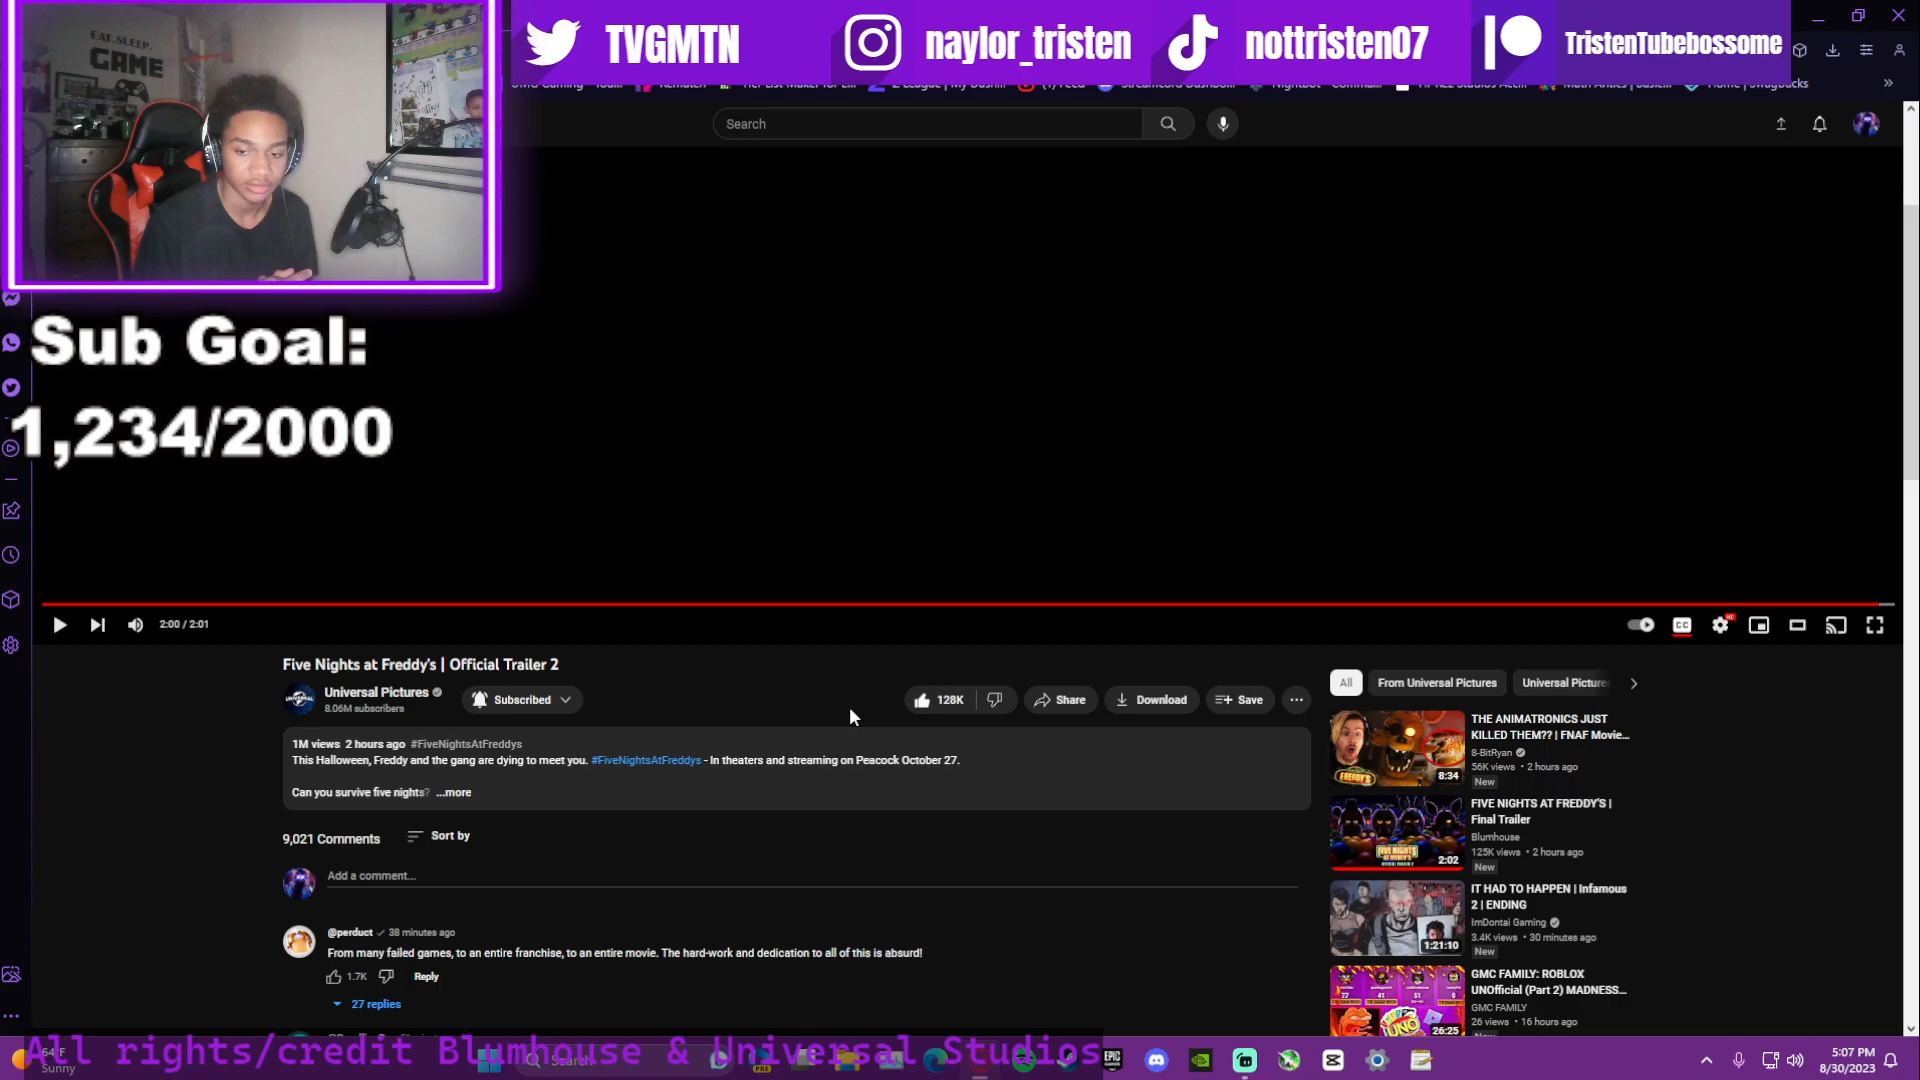 EAT. SLEEP.
GAME
TVGMTN
naylor_tristen
nottristen07
TristenTubebossome
Search
Sub Goal:
1,234/2000
2:00 / 2:01
CC
Five Nights at Freddy's | Official Trailer 2
Universal Pictures
8.06M subscribers
Subscribed
128K
Share
Download
Save
1M views 2 hours ago #FiveNightsAtFreddys
This Halloween, Freddy and the gang are dying to meet you. #FiveNightsAtFreddys - In theaters and streaming on Peacock October 27.
Can you survive five nights? ...more
9,021 Comments
Sort by
Add a comment...
@perduct 38 minutes ago
From many failed games, to an entire franchise, to an entire movie. The hard-work and dedication to all of this is absurd!
1.7K
Reply
27 replies
All
From Universal Pictures
Universal Picture
THE ANIMATRONICS JUST
KILLED THEM?? | FNAF Movie...
8-BitRyan
56K views • 2 hours ago
New
8:34
FIVE NIGHTS AT FREDDY'S |
Final Trailer
Blumhouse
125K views • 2 hours ago
New
2:02
IT HAD TO HAPPEN | Infamous
2 | ENDING
ImDontai Gaming
3.4K views • 30 minutes ago
New
1:21:10
GMC FAMILY: ROBLOX
UNOfficial (Part 2) MADNESS...
GMC FAMILY
26 views • 16 hours ago
26:25
All rights/credit Blumhouse & Universal Studios
64°F
Sunny
Search
5:07 PM
8/30/2023